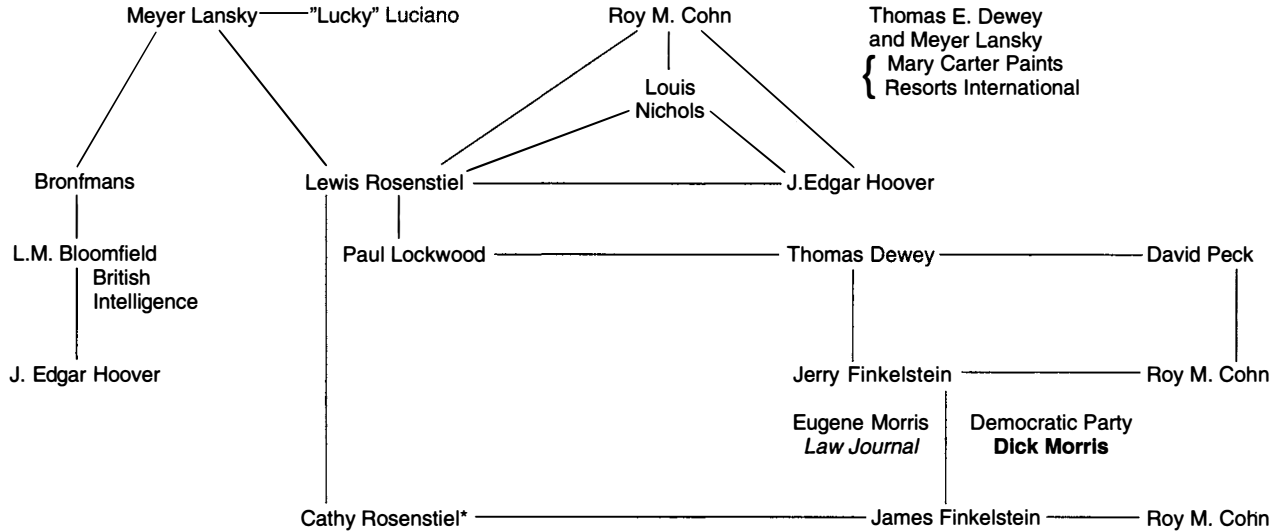 Meyer Lansky "Lucky" Luciano Roy M. Cohn Thomas E. Dewey
and Meyer Lansky
{ Mary Carter Paints
Resorts International
Louis
Nichols
Bronfmans Lewis Rosenstiel J.Edgar Hoover
L.M. Bloomfield Paul Lockwood Thomas Dewey David Peck
British
Intelligence
J. Edgar Hoover Jerry Finkelstein Roy M. Cohn
Eugene Morris Democratic Party
Law Journal Dick Morris
Cathy Rosenstiel* James Finkelstein Roy M. Cohn